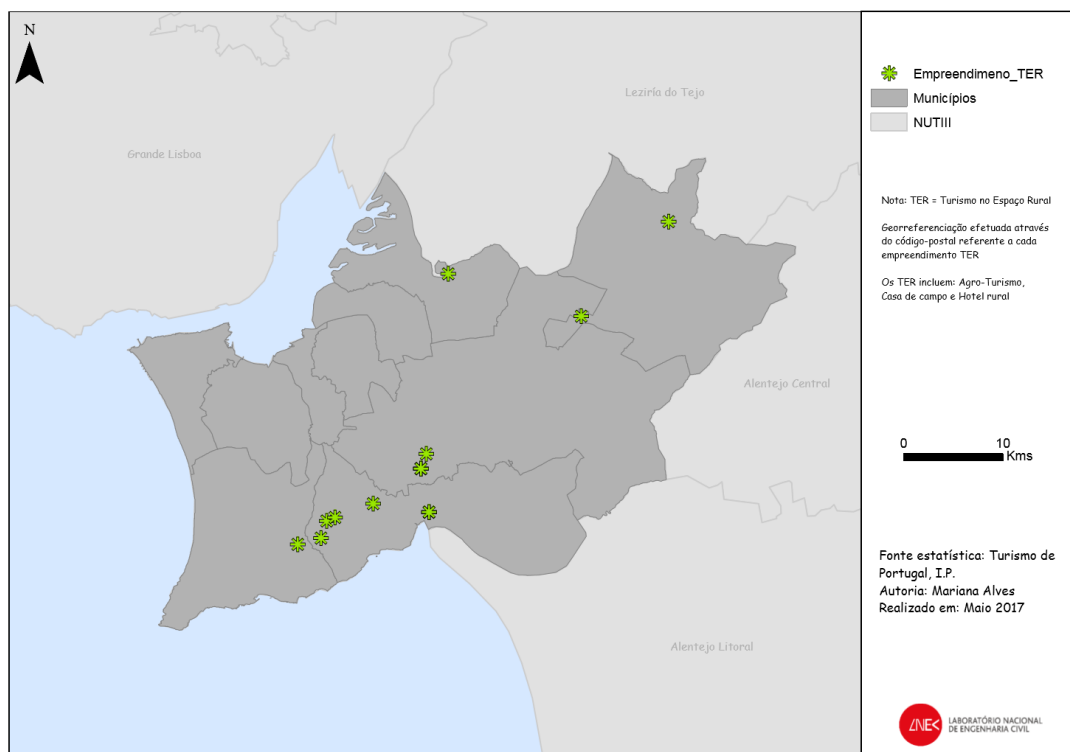 N
Leziría do Tejo
Grande Lisboa
Alentejo Central
Alentejo Litoral
Empreendimeno_TER
Municípios
NUTIII
Nota: TER = Turismo no Espaço Rural
Georreferenciação efetuada através
do código-postal referente a cada
empreendimento TER
Os TER incluem: Agro-Turismo,
Casa de campo e Hotel rural
0 10
Kms
Fonte estatística: Turismo de
Portugal, I.P.
Autoria: Mariana Alves
Realizado em: Maio 2017
LNEC
LABORATÓRIO NACIONAL
DE ENGENHARIA CIVIL